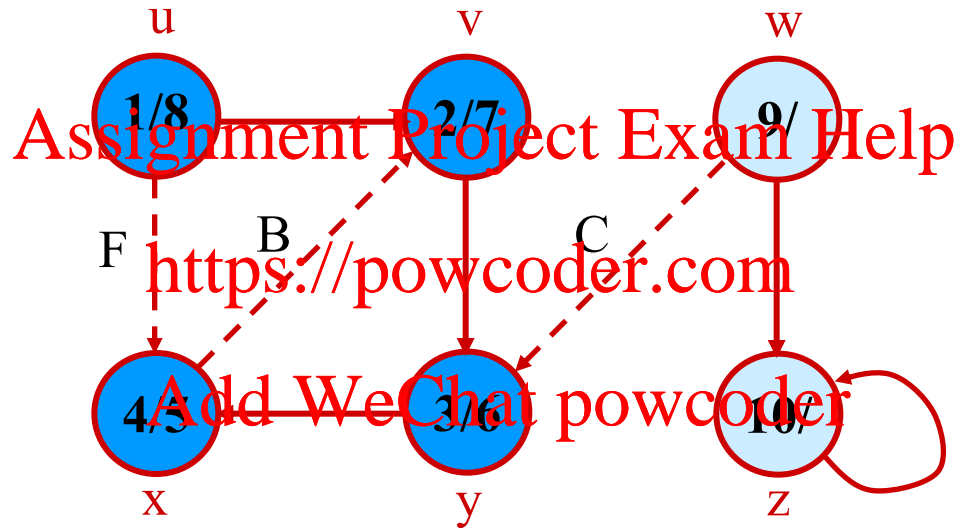 u v w
1/8 2/7 9/
Assignment Project Exam Help
F B C
https://powcoder.com
Add WeChat powcoder
4/5 3/6 10/
x y z